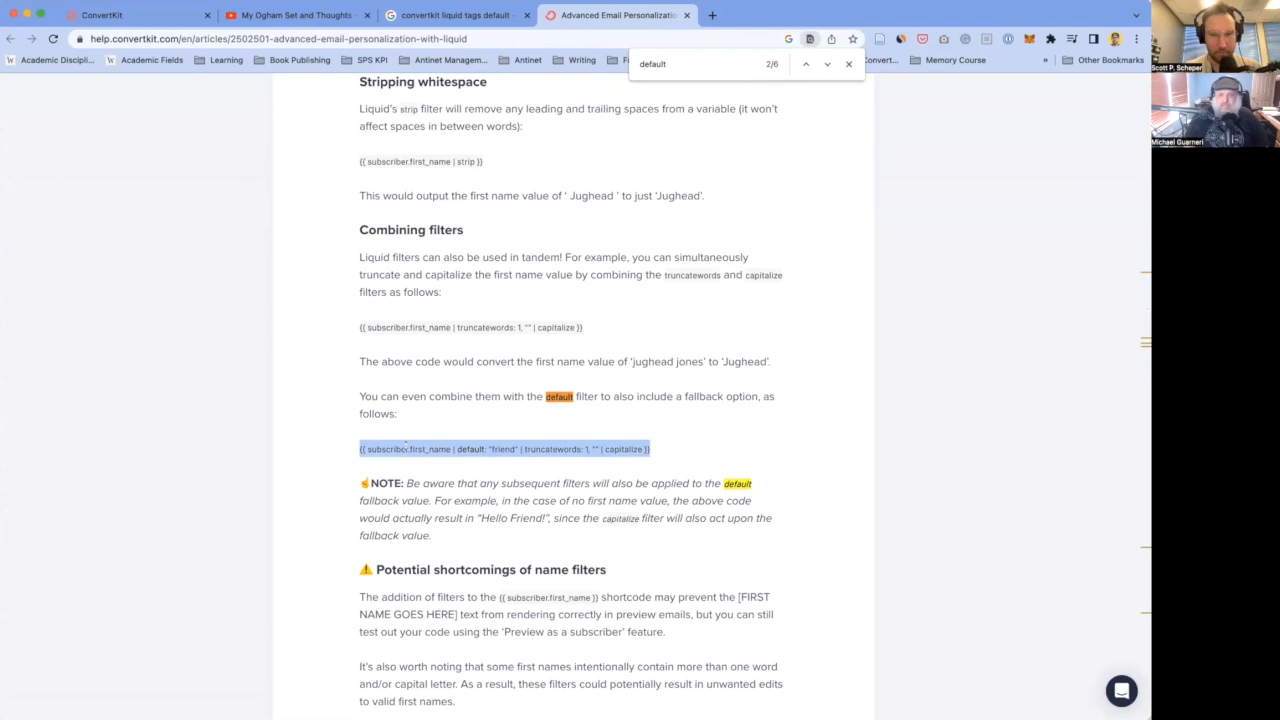 ConvertKit
My Ogham Set and Thoughts -
convertkit liquid tags default -
Advanced Email Personalizatio
help.convertkit.com/en/articles/2502501-advanced-email-personalization-with-liquid
Academic Discipli...
Academic Fields
Learning
Book Publishing
SPS KPI
Antinet Managem...
Antinet
Writing
Memory Course
»
Other Bookmarks
default
2/6
Scott P. Scheper
Michael Guarneri
Stripping whitespace
Liquid's strip filter will remove any leading and trailing spaces from a variable (it won't
affect spaces in between words):
{{ subscriber.first_name | strip }}
This would output the first name value of ' Jughead ' to just 'Jughead'.
Combining filters
Liquid filters can also be used in tandem! For example, you can simultaneously
truncate and capitalize the first name value by combining the truncatewords and capitalize
filters as follows:
{{ subscriber.first_name | truncatewords: 1, "" | capitalize }}
The above code would convert the first name value of 'jughead jones' to 'Jughead'.
You can even combine them with the default filter to also include a fallback option, as
follows:
{{ subscriber.first_name | default: "friend" | truncatewords: 1, "" | capitalize }}
☝️NOTE: Be aware that any subsequent filters will also be applied to the default
fallback value. For example, in the case of no first name value, the above code
would actually result in "Hello Friend!", since the capitalize filter will also act upon the
fallback value.
⚠️ Potential shortcomings of name filters
The addition of filters to the {{ subscriber.first_name }} shortcode may prevent the [FIRST
NAME GOES HERE] text from rendering correctly in preview emails, but you can still
test out your code using the 'Preview as a subscriber' feature.
It's also worth noting that some first names intentionally contain more than one word
and/or capital letter. As a result, these filters could potentially result in unwanted edits
to valid first names.